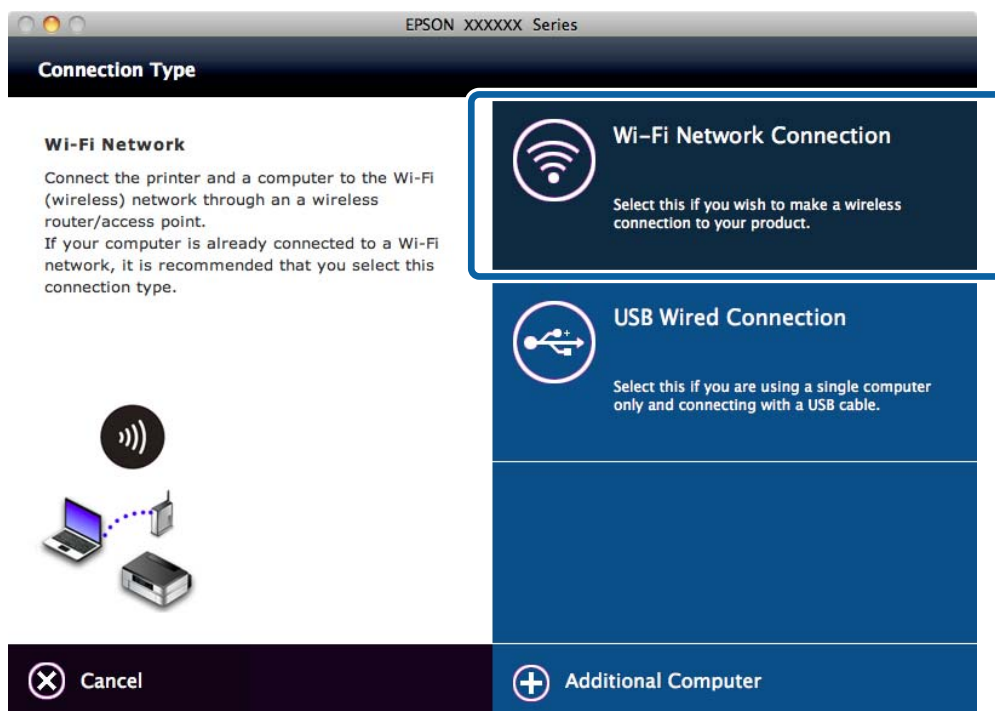 EPSON XXXXXX Series
Connection Type
Wi-Fi Network
Connect the printer and a computer to the Wi-Fi
(wireless) network through an a wireless
router/access point.
If your computer is already connected to a Wi-Fi
network, it is recommended that you select this
connection type.
Wi-Fi Network Connection
Select this if you wish to make a wireless
connection to your product.
USB Wired Connection
Select this if you are using a single computer
only and connecting with a USB cable.
Cancel
Additional Computer